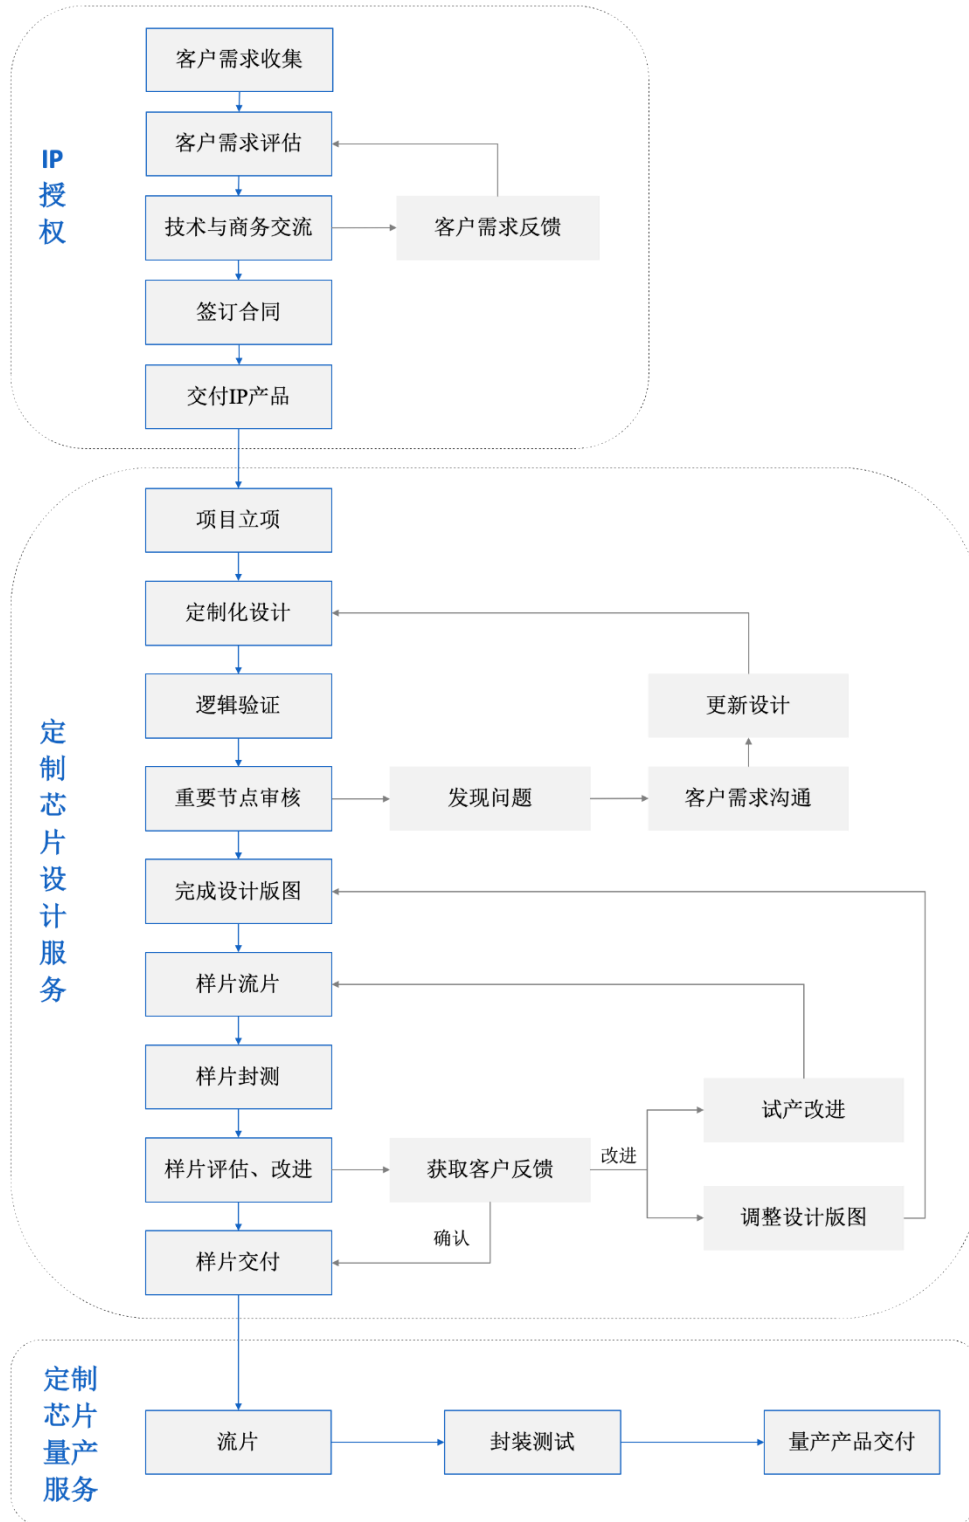 IP
授
权
客户需求收集
客户需求评估
技术与商务交流
客户需求反馈
签订合同
交付IP产品
定
制
芯
片
设
计
服
务
项目立项
定制化设计
逻辑验证
更新设计
重要节点审核
发现问题
客户需求沟通
完成设计版图
样片流片
样片封测
试产改进
样片评估、改进
获取客户反馈
改进
调整设计版图
确认
样片交付
定制
芯片
量产
服务
流片
封装测试
量产产品交付